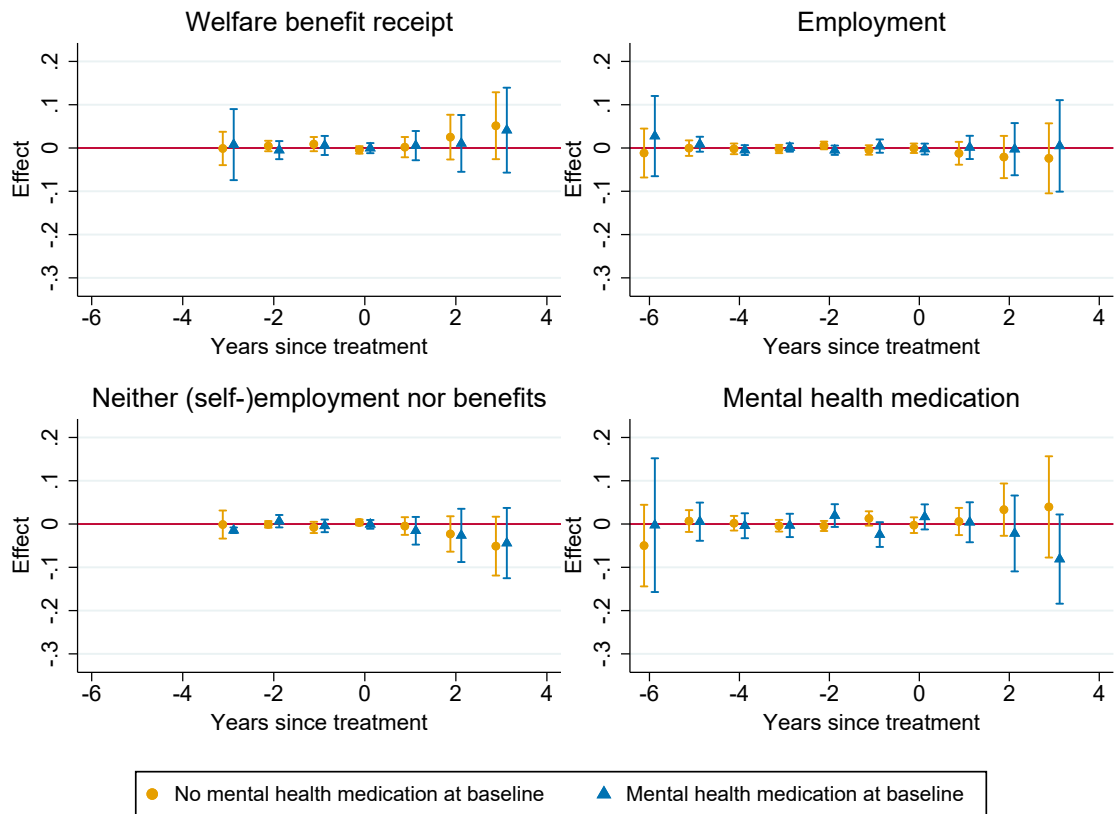 Welfare benefit receipt
Effect
.2
.1
0
-.1
-.2
-.3
-6 -4 -2 0 2 4
Years since treatment
Employment
Effect
.2
.1
0
-.1
-.2
-.3
-6 -4 -2 0 2 4
Years since treatment
Neither (self-)employment nor benefits
Effect
.2
.1
0
-.1
-.2
-.3
-6 -4 -2 0 2 4
Years since treatment
Mental health medication
Effect
.2
.1
0
-.1
-.2
-.3
-6 -4 -2 0 2 4
Years since treatment
No mental health medication at baseline
Mental health medication at baseline